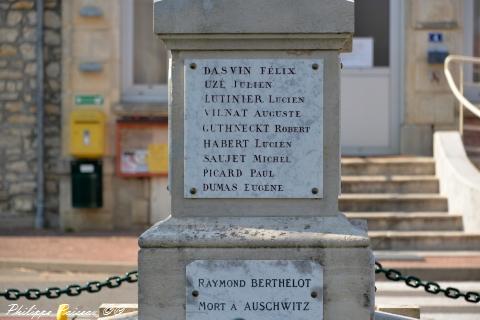 DASVIN FÉLIX
UZÉ JULIEN
LUTINIER LUCIEN
VILNAT AUGUSTE
GUTHNECKT ROBERT
HABERT LUCIEN
SAUJET MICHEL
PICARD PAUL
DUMAS EUGÈNE
RAYMOND BERTHELOT
MORT A AUSCHWITZ